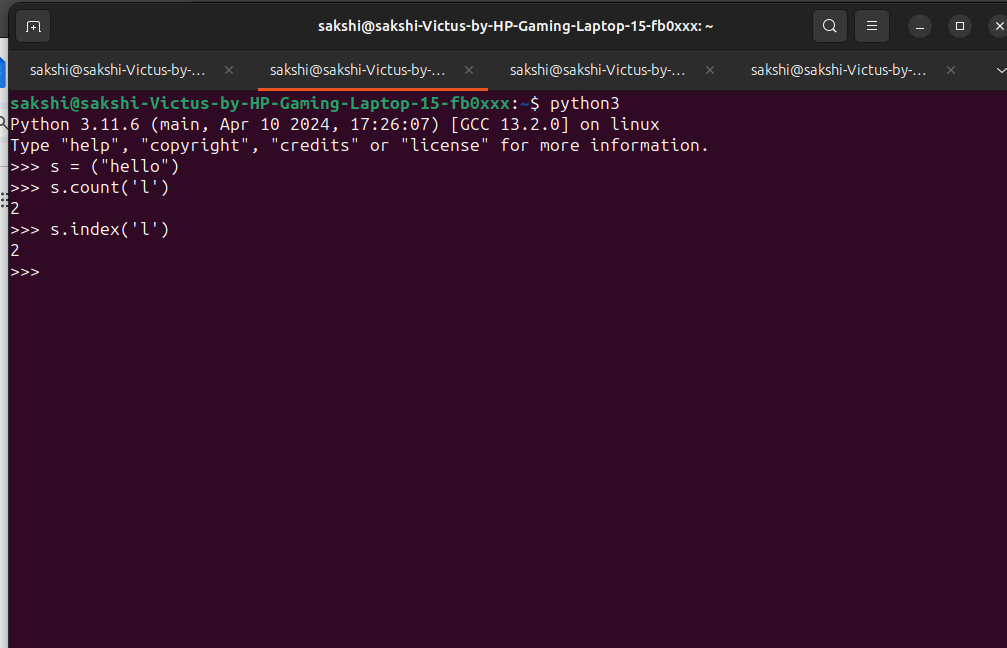 sakshi@sakshi-Victus-by-HP-Gaming-Laptop-15-fb0xxx: ~
sakshi@sakshi-Victus-by-... sakshi@sakshi-Victus-by-... sakshi@sakshi-Victus-by-... sakshi@sakshi-Victus-by-...
sakshi@sakshi-Victus-by-HP-Gaming-Laptop-15-fb0xxx:~$ python3
Python 3.11.6 (main, Apr 10 2024, 17:26:07) [GCC 13.2.0] on linux
Type "help", "copyright", "credits" or "license" for more information.
>>> s = ("hello")
>>> s.count('l')
2
>>> s.index('l')
2
>>>